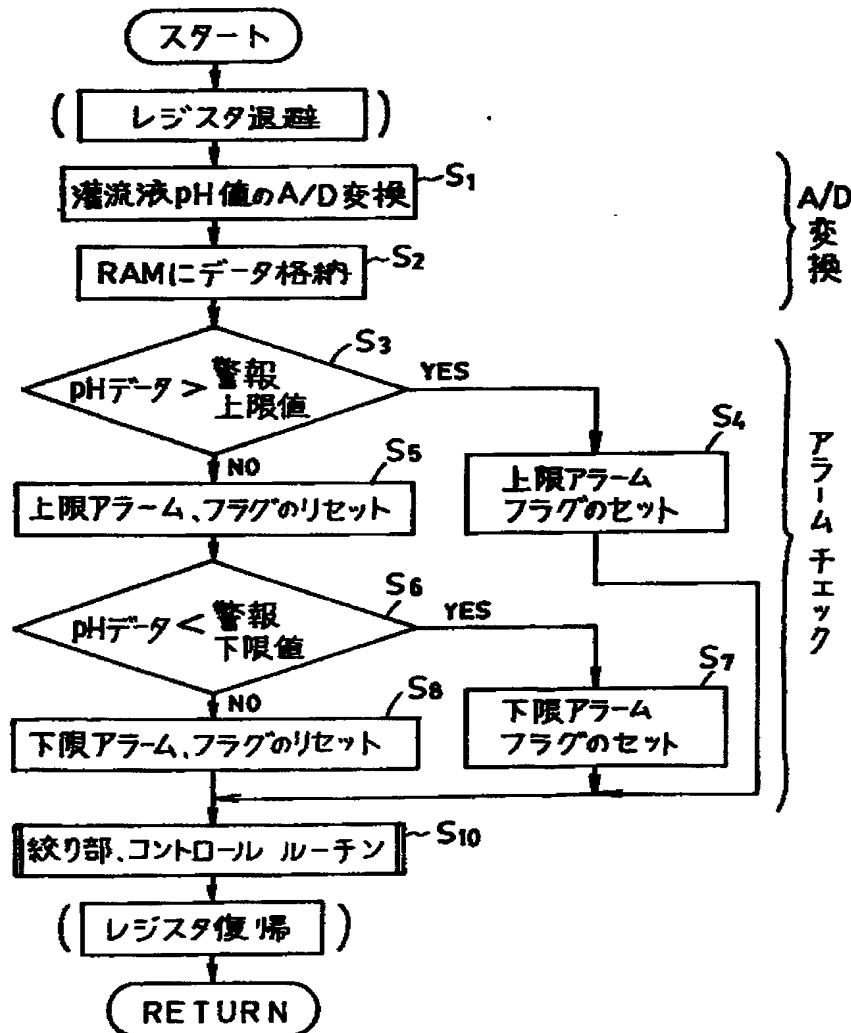 スタート
( レジスタ退避 )
灌流液pH値のA/D変換
S1
RAMにデータ格納
S2
A/D変換
pHデータ > 警報上限値
S3
YES
NO
上限アラーム
フラグのセット
S4
上限アラーム、フラグのリセット
S5
pHデータ < 警報下限値
S6
YES
NO
下限アラーム
フラグのセット
S7
下限アラーム、フラグのリセット
S8
アラームチェック
絞り部、コントロール ルーチン
S10
( レジスタ復帰 )
RETURN